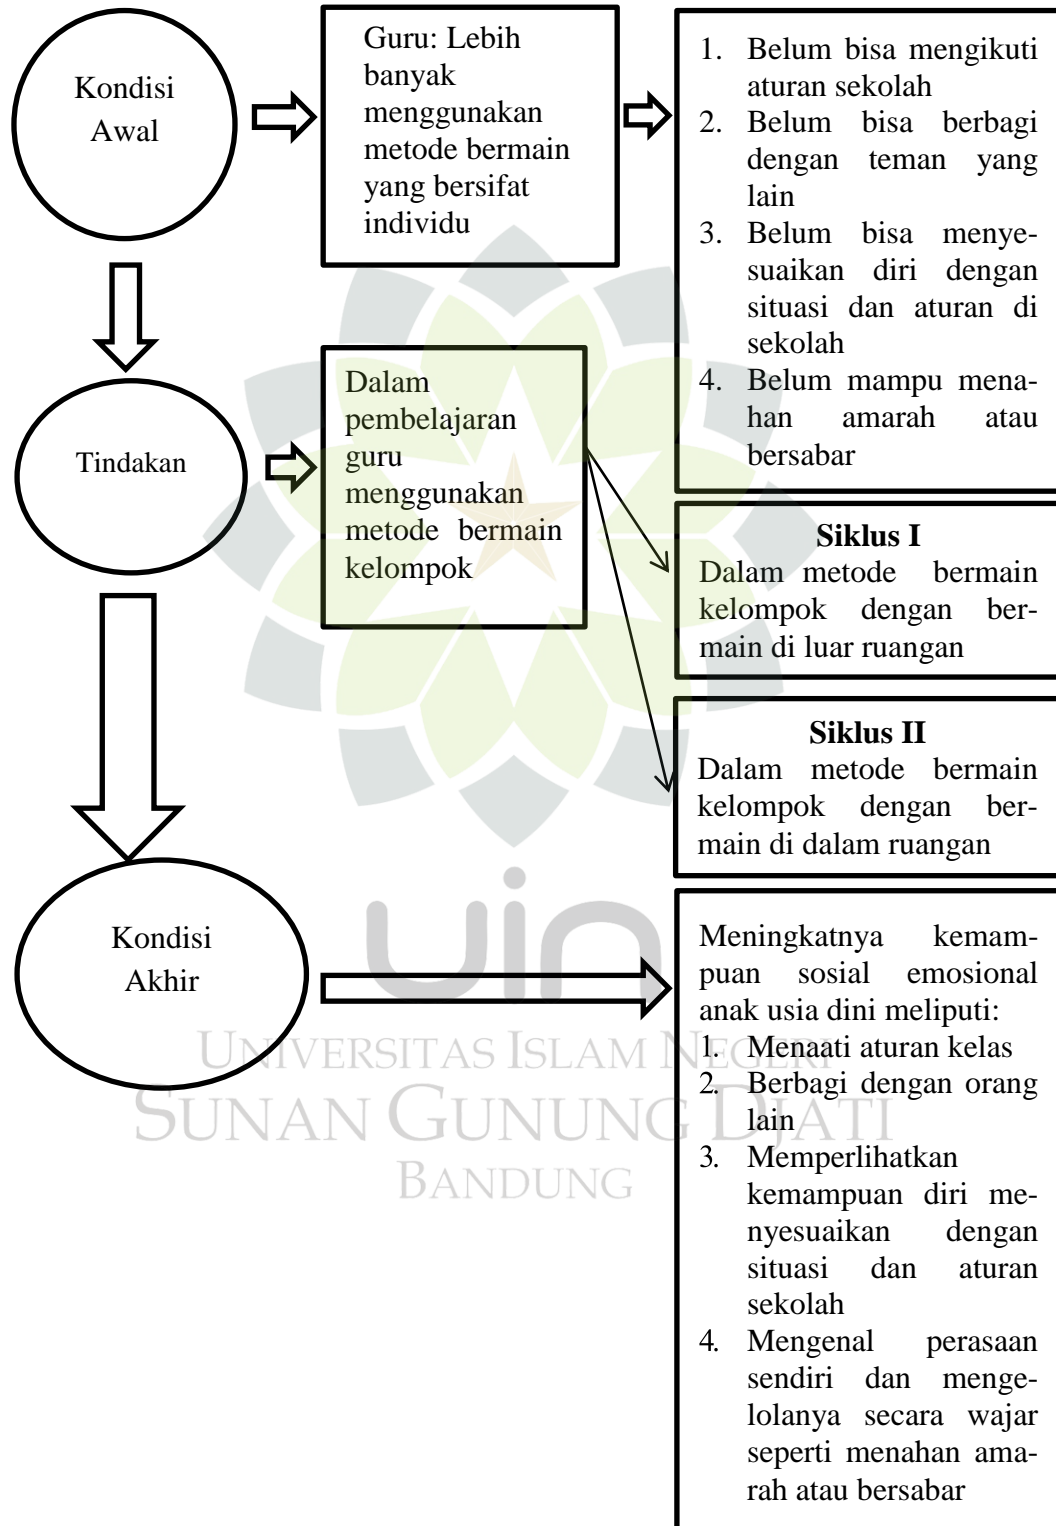 Kondisi
Awal
Guru: Lebih
banyak
menggunakan
metode bermain
yang bersifat
individu
1. Belum bisa mengikuti
aturan sekolah
2. Belum bisa berbagi
dengan teman yang
lain
3. Belum bisa menye-
suaikan diri dengan
situasi dan aturan di
sekolah
4. Belum mampu mena-
han amarah atau
bersabar
Tindakan
Dalam
pembelajaran
guru
menggunakan
metode bermain
kelompok
Siklus I
Dalam metode bermain
kelompok dengan ber-
main di luar ruangan
Siklus II
Dalam metode bermain
kelompok dengan ber-
main di dalam ruangan
Kondisi
Akhir
Meningkatnya kemam-
puan sosial emosional
anak usia dini meliputi:
1. Menaati aturan kelas
2. Berbagi dengan orang
lain
3. Memperlihatkan
kemampuan diri me-
nyesuaikan dengan
situasi dan aturan
sekolah
4. Mengenal perasaan
sendiri dan menge-
lolanya secara wajar
seperti menahan ama-
rah atau bersabar
uin
UNIVERSITAS ISLAM NEGERI
SUNAN GUNUNG DJATI
BANDUNG